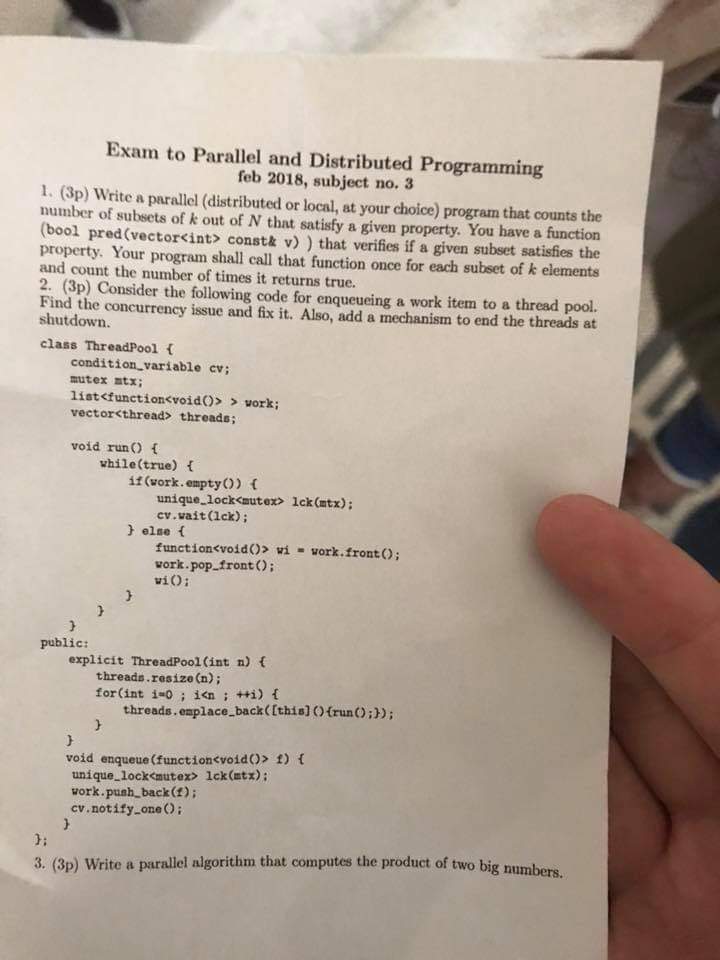 Exam to Parallel and Distributed Programming
feb 2018, subject no. 3
1. (3p) Write a parallel (distributed or local, at your choice) program that counts the
number of subsets of k out of N that satisfy a given property. You have a function
(bool pred(vector<int> const& v) ) that verifies if a given subset satisfies the
property. Your program shall call that function once for each subset of k elements
and count the number of times it returns true.
2. (3p) Consider the following code for enqueueing a work item to a thread pool.
Find the concurrency issue and fix it. Also, add a mechanism to end the threads at
shutdown.
class ThreadPool {
    condition_variable cv;
    mutex mtx;
    list<function<void()> > work;
    vector<thread> threads;

    void run() {
        while(true) {
            if(work.empty()) {
                unique_lock<mutex> lck(mtx);
                cv.wait(lck);
            } else {
                function<void()> wi = work.front();
                work.pop_front();
                wi();
            }
        }
    }
public:
    explicit ThreadPool(int n) {
        threads.resize(n);
        for(int i=0 ; i<n ; ++i) {
            threads.emplace_back([this](){run();});
        }
    }
    void enqueue(function<void()> f) {
     unique_lock<mutex> lck(mtx);
     work.push_back(f);
     cv.notify_one();
    }
};
3. (3p) Write a parallel algorithm that computes the product of two big numbers.